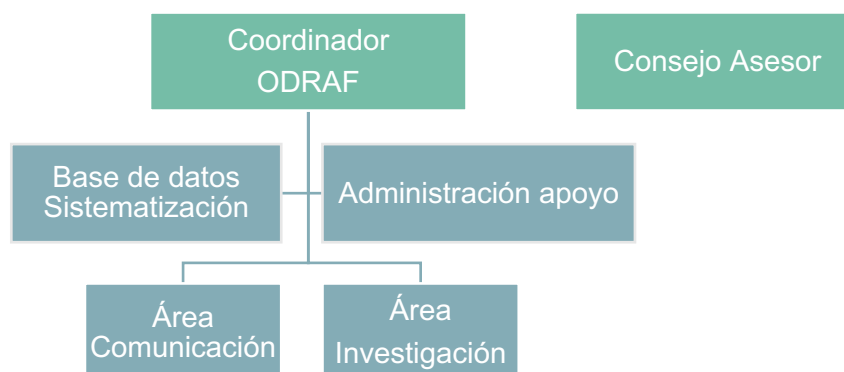 Coordinador
ODRAF
Consejo Asesor
Base de datos
Sistematización
Administración apoyo
Área
Comunicación
Área
Investigación